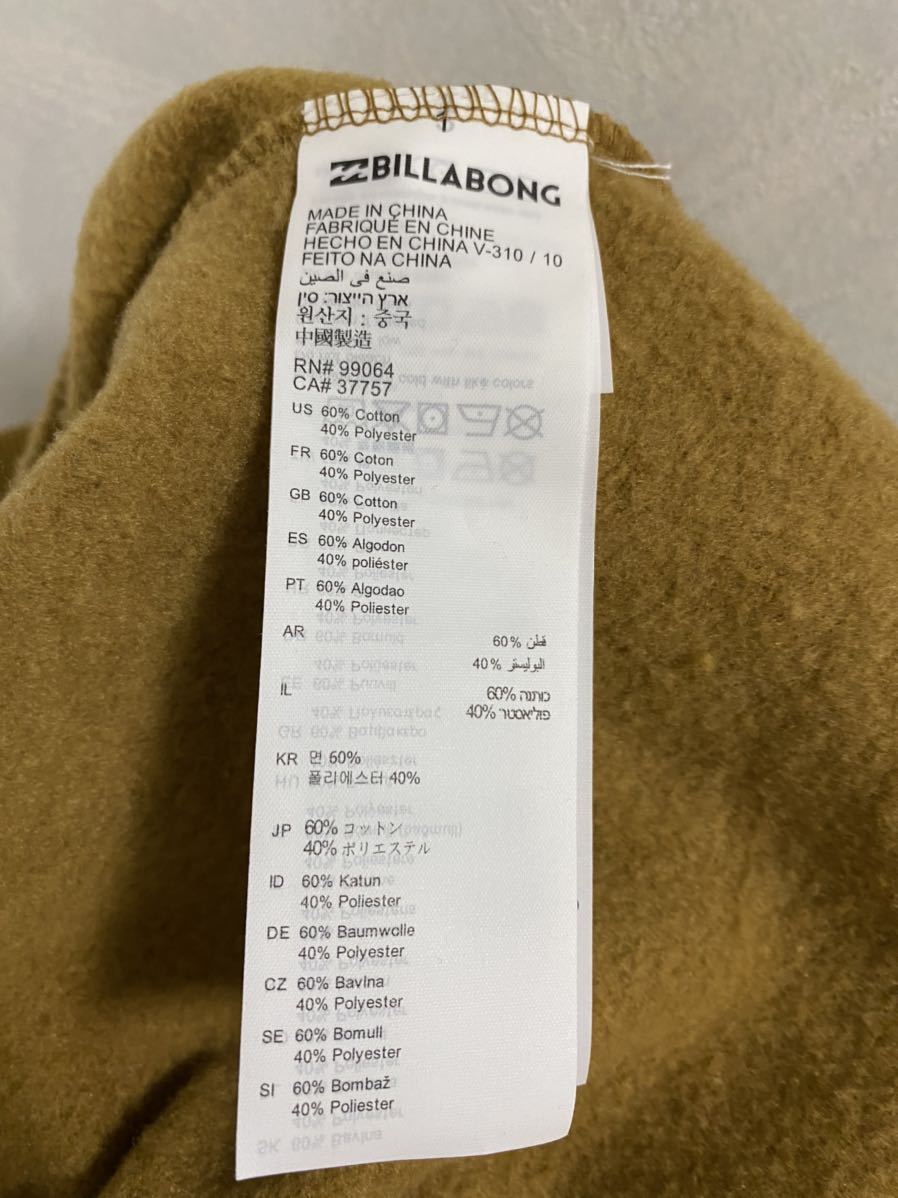 BILLABONG
MADE IN CHINA
FABRIQUÉ EN CHINE
HECHO EN CHINA V-310 / 10
FEITO NA CHINA
صنع في الصين
ארץ הייצור: סין
원산지 : 중국
中國製造
RN# 99064
CA# 37757
US 60% Cotton
40% Polyester
FR 60% Coton
40% Polyester
GB 60% Cotton
40% Polyester
ES 60% Algodon
40% poliéster
PT 60% Algodao
40% Poliester
AR 60% قطن
40% البوليستر
IL 60% כותנה
40% פוליאסטר
KR 면 60%
폴리에스터 40%
JP 60% コットン
40% ポリエステル
ID 60% Katun
40% Poliester
DE 60% Baumwolle
40% Polyester
CZ 60% Bavlna
40% Polyester
SE 60% Bomull
40% Polyester
SI 60% Bombaž
40% Poliester